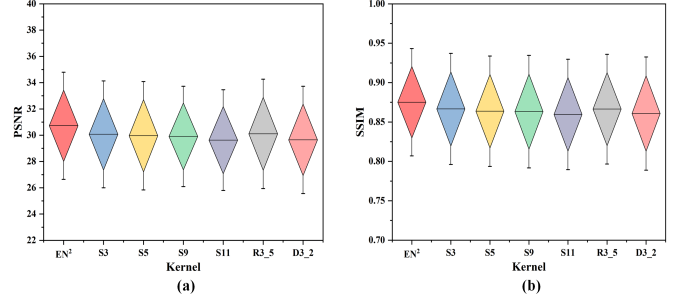 40
38
36
34
32
30
28
26
24
22
PSNR
EN² S3 S5 S9 S11 R3_5 D3_2
Kernel
(a)
1.00
0.95
0.90
0.85
0.80
0.75
0.70
SSIM
EN² S3 S5 S9 S11 R3_5 D3_2
Kernel
(b)